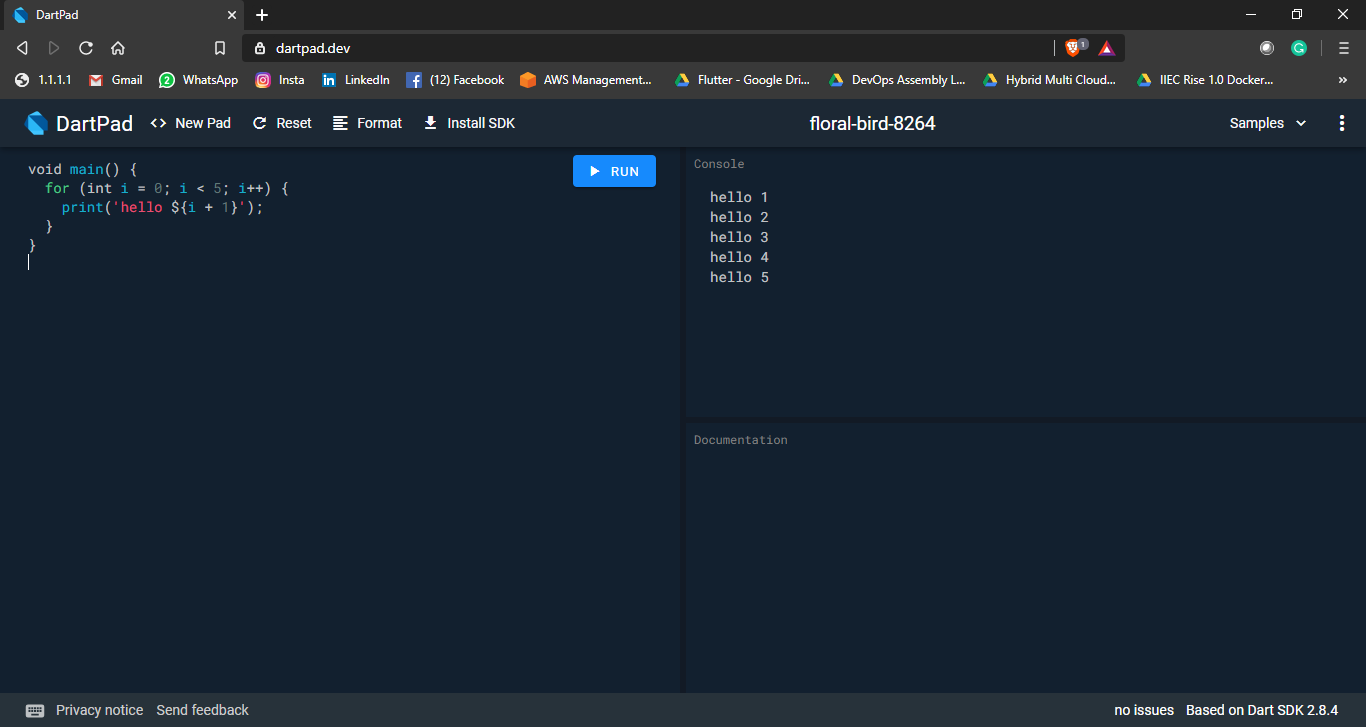 DartPad
dartpad.dev
1
1.1.1.1 Gmail 2 WhatsApp Insta in LinkedIn f (12) Facebook AWS Management... Flutter - Google Dri... DevOps Assembly L... Hybrid Multi Cloud... IIEC Rise 1.0 Docker... »
DartPad <> New Pad Reset Format Install SDK floral-bird-8264 Samples
void main() {
  for (int i = 0; i < 5; i++) {
    print('hello ${i + 1}');
  }
}
RUN
Console
hello 1
hello 2
hello 3
hello 4
hello 5
Documentation
Privacy notice Send feedback no issues Based on Dart SDK 2.8.4